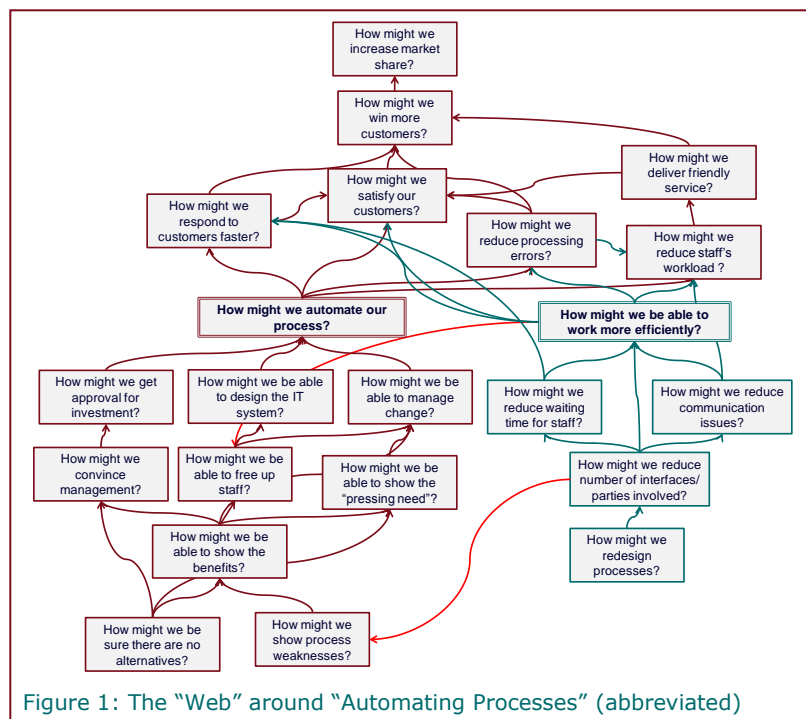 How might we
increase market
share?
How might we
win more
customers?
How might we
respond to
customers faster?
How might we
satisfy our
customers?
How might we
deliver friendly
service?
How might we
reduce processing
errors?
How might we
reduce staff's
workload ?
How might we automate our
process?
How might we be able to
work more efficiently?
How might we get
approval for
investment?
How might we be able
to design the IT
system?
How might we be
able to manage
change?
How might we
reduce waiting
time for staff?
How might we reduce
communication
issues?
How might we
convince
management?
How might we be
able to free up
staff?
How might we be
able to show the
“pressing need”?
How might we reduce
number of interfaces/
parties involved?
How might we be
able to show the
benefits?
How might we
redesign
processes?
How might we be
sure there are no
alternatives?
How might we
show process
weaknesses?
Figure 1: The “Web” around “Automating Processes” (abbreviated)